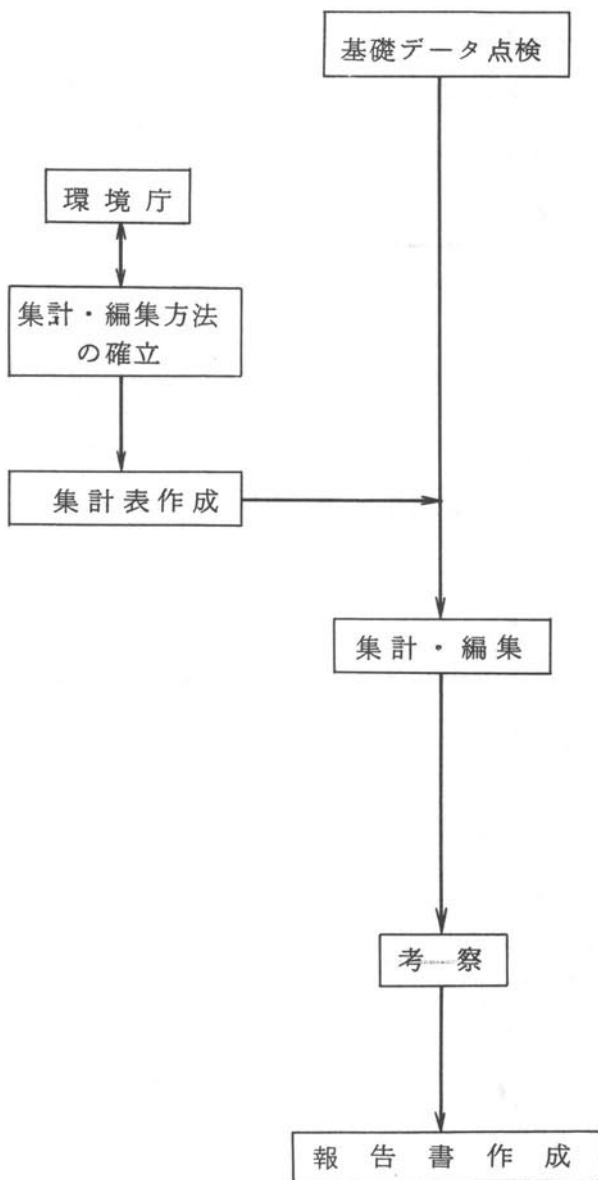 基礎データ点検
環境庁
集計・編集方法
の確立
集計表作成
集計・編集
考察
報告書作成